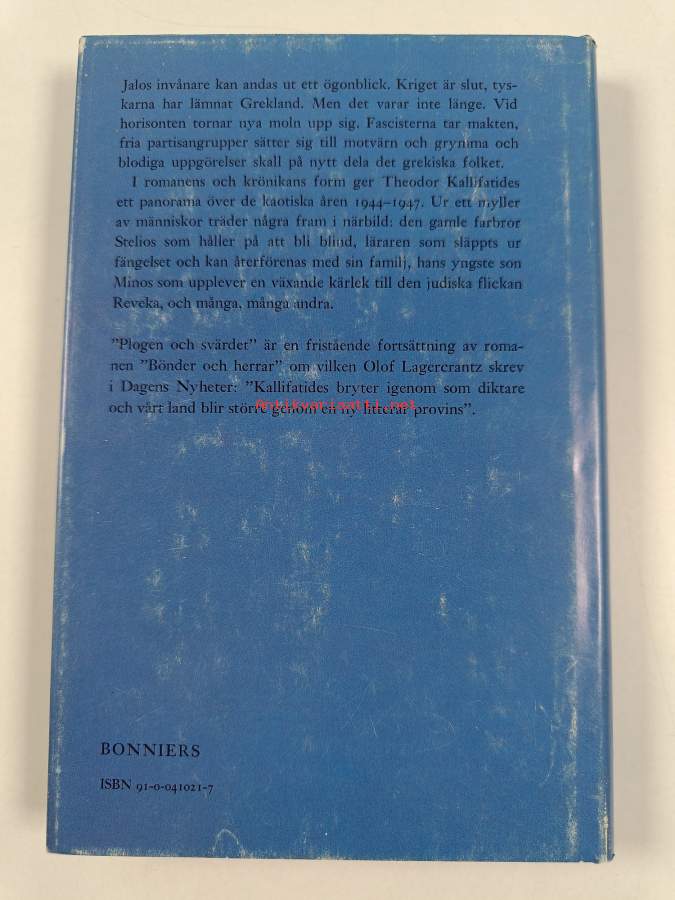 Jalos invånare kan andas ut ett ögonblick. Kriget är slut, tys-
karna har lämnat Grekland. Men det varar inte länge. Vid
horisonten tornar nya moln upp sig. Fascisterna tar makten,
fria partisangrupper sätter sig till motvärn och grymma och
blodiga uppgörelser skall på nytt dela det grekiska folket.
I romanens och krönikans form ger Theodor Kallifatides
ett panorama över de kaotiska åren 1944–1947. Ur ett myller
av människor träder några fram i närbild: den gamle farbror
Stelios som håller på att bli blind, läraren som släppts ur
fängelset och kan återförenas med sin familj, hans yngste son
Minos som upplever en växande kärlek till den judiska flickan
Reveka, och många, många andra.
”Plogen och svärdet” är en fristående fortsättning av roma-
nen ”Bönder och herrar” om vilken Olof Lagercrantz skrev
i Dagens Nyheter: ”Kallifatides bryter igenom som diktare
och vårt land blir större genom en ny litterär provins”.
Antikvariaatti.net
BONNIERS
ISBN 91-0-041021-7